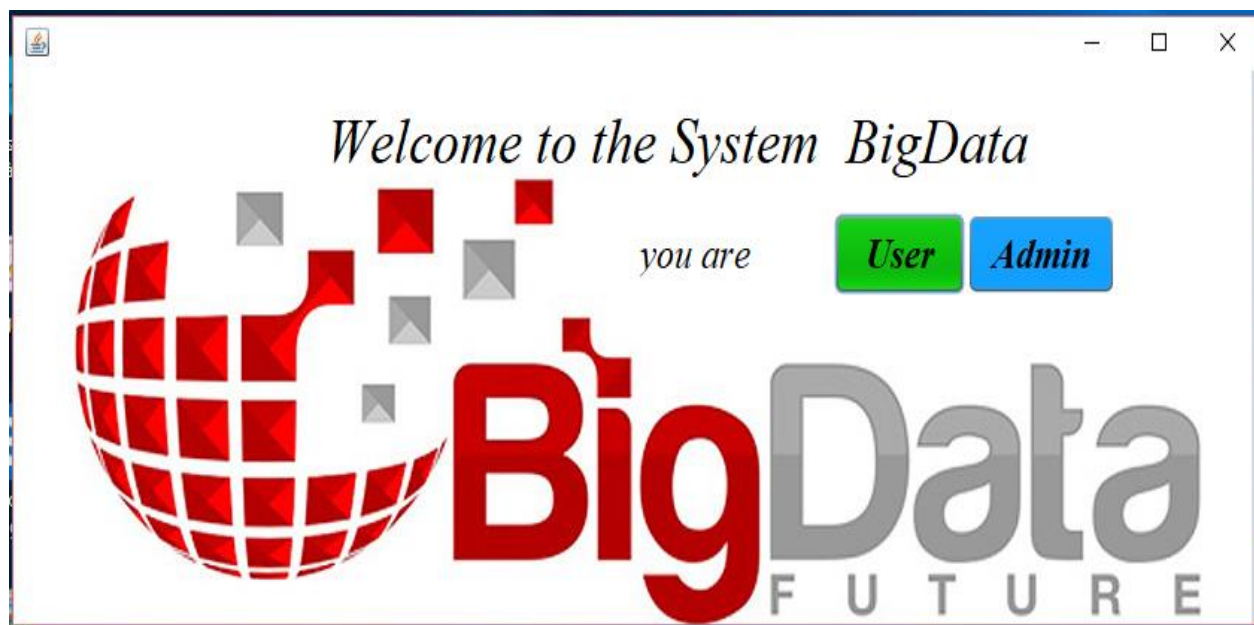 Welcome to the System BigData
you are User Admin
BigData
FUTURE